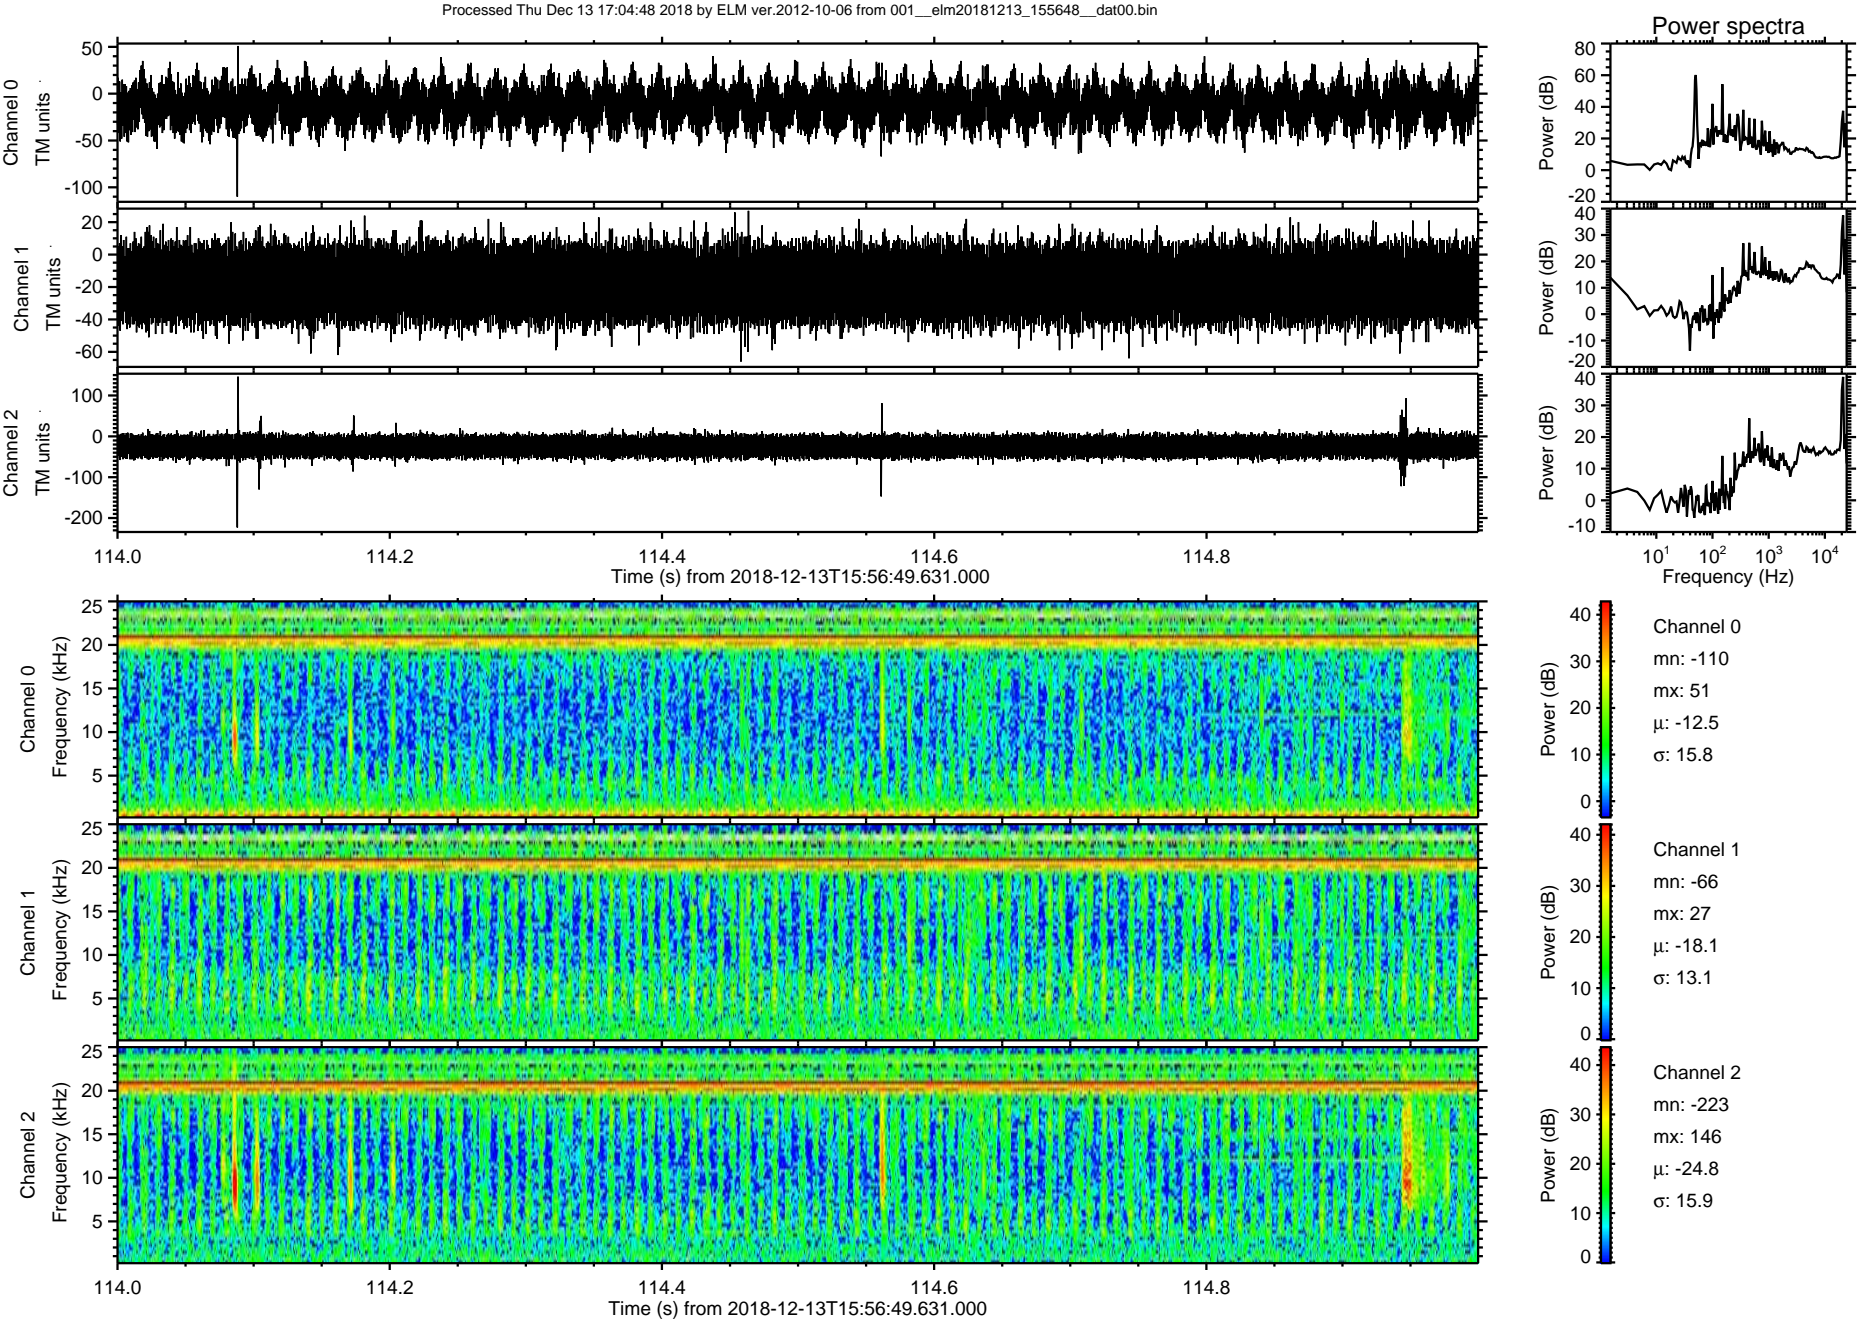 Processed Thu Dec 13 17:04:48 2018 by ELM ver.2012-10-06 from 001__elm20181213_155648__dat00.bin
Power spectra
Channel 0
TM units
50
0
-50
-100
Power (dB)
80
60
40
20
0
-20
Channel 1
TM units
20
0
-20
-40
-60
Power (dB)
40
30
20
10
0
-10
-20
Channel 2
TM units
100
0
-100
-200
Power (dB)
40
30
20
10
0
-10
114.0 114.2 114.4 114.6 114.8
Time (s) from 2018-12-13T15:56:49.631.000
10¹ 10² 10³ 10⁴
Frequency (Hz)
Channel 0
Frequency (kHz)
25
20
15
10
5
Power (dB)
40
30
20
10
0
Channel 0
mn: -110
mx: 51
μ: -12.5
σ: 15.8
Channel 1
Frequency (kHz)
25
20
15
10
5
Power (dB)
40
30
20
10
0
Channel 1
mn: -66
mx: 27
μ: -18.1
σ: 13.1
Channel 2
Frequency (kHz)
25
20
15
10
5
Power (dB)
40
30
20
10
0
Channel 2
mn: -223
mx: 146
μ: -24.8
σ: 15.9
114.0 114.2 114.4 114.6 114.8
Time (s) from 2018-12-13T15:56:49.631.000